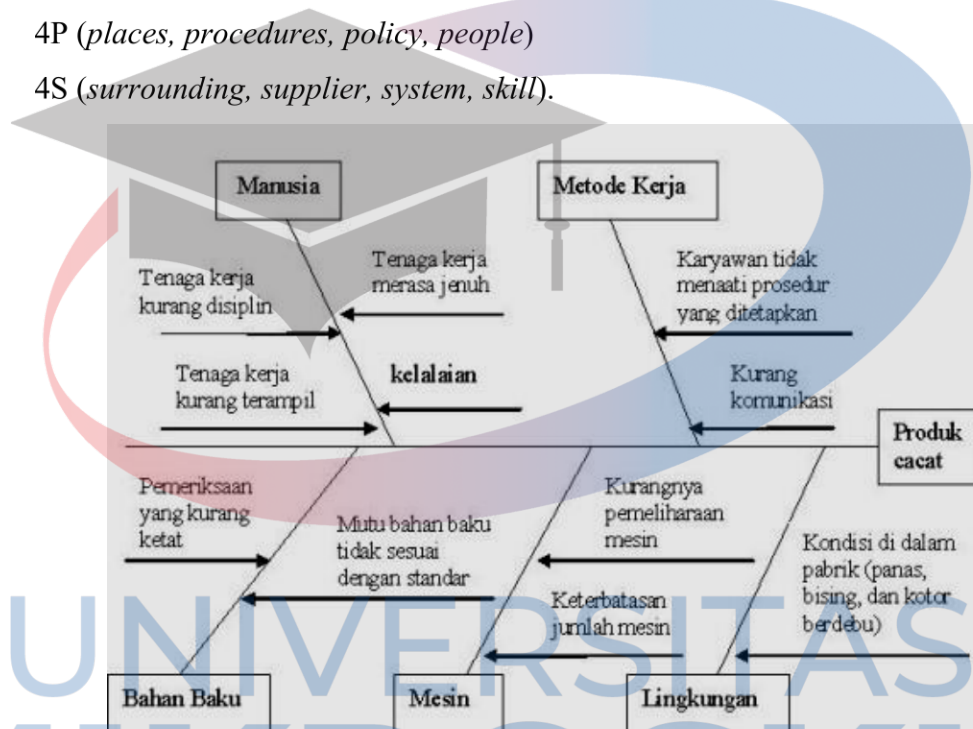 4P (places, procedures, policy, people)
4S (surrounding, supplier, system, skill).
Manusia
Metode Kerja
Tenaga kerja
kurang disiplin
Tenaga kerja
merasa jenuh
Karyawan tidak
menaati prosedur
yang ditetapkan
Tenaga kerja
kurang terampil
kelalaian
Kurang
komunikasi
Produk
cacat
Pemeriksaan
yang kurang
ketat
Mutu bahan baku
tidak sesuai
dengan standar
Kurangnya
pemeliharaan
mesin
Keterbatasan
jumlah mesin
Kondisi di dalam
pabrik (panas,
bising, dan kotor
berdebu)
Bahan Baku
Mesin
Lingkungan
UNIVERSITAS